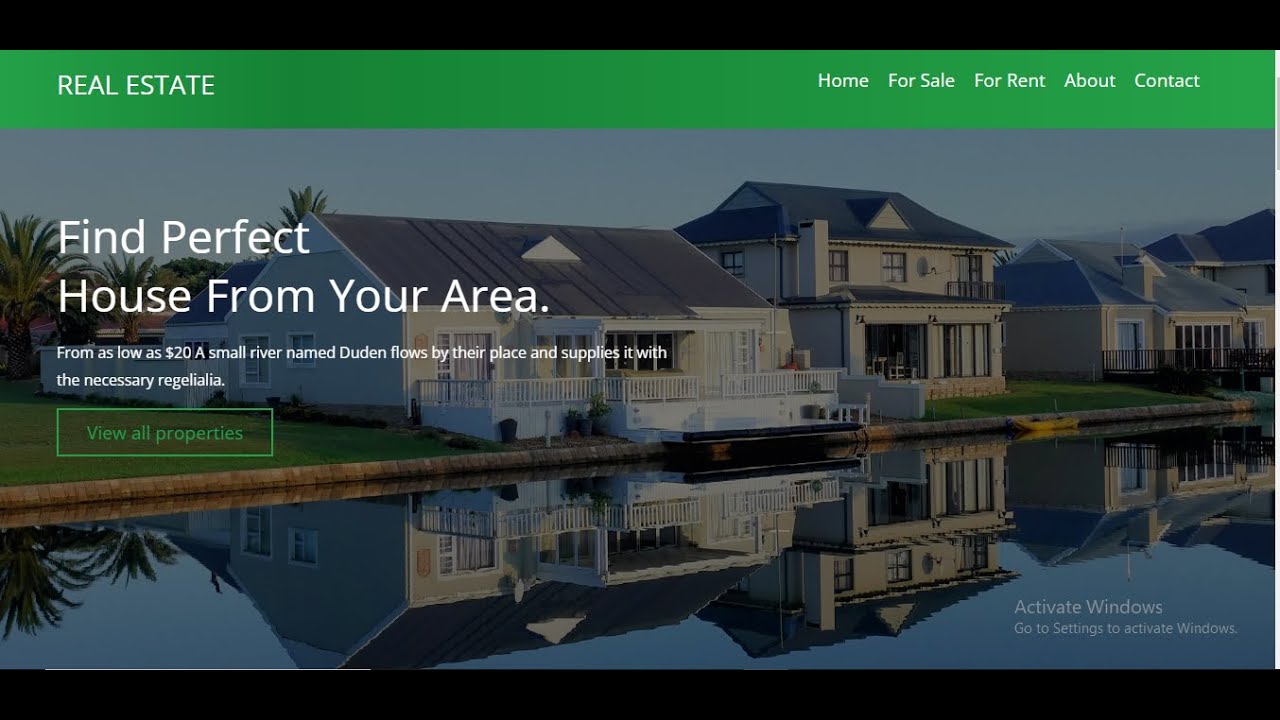 REAL ESTATE
Home For Sale For Rent About Contact
Find Perfect
House From Your Area.
From as low as $20 A small river named Duden flows by their place and supplies it with
the necessary regelialia.
View all properties
Activate Windows
Go to Settings to activate Windows.